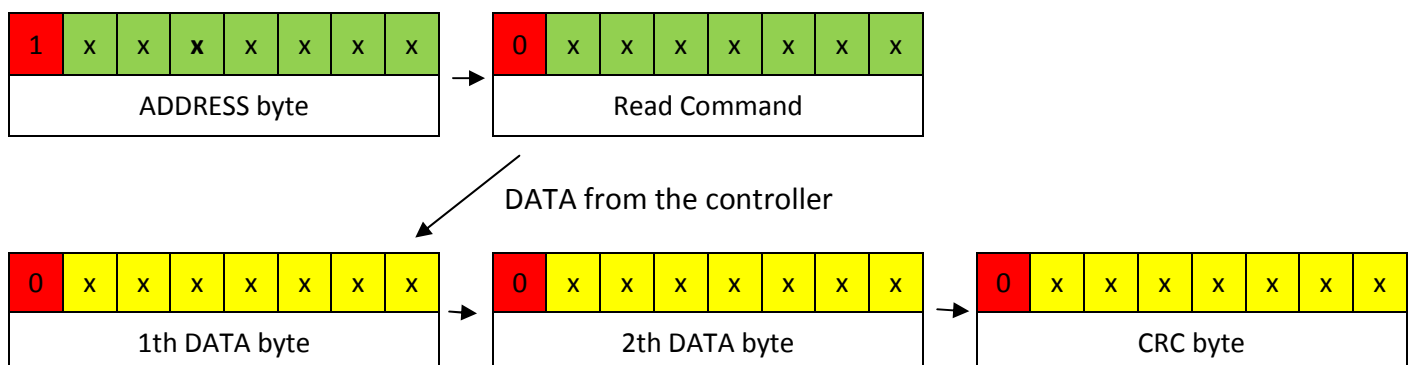 1 x x x x x x x 0 x x x x x x x
ADDRESS byte Read Command
DATA from the controller
0 x x x x x x x 0 x x x x x x x 0 x x x x x x x
1th DATA byte 2th DATA byte CRC byte